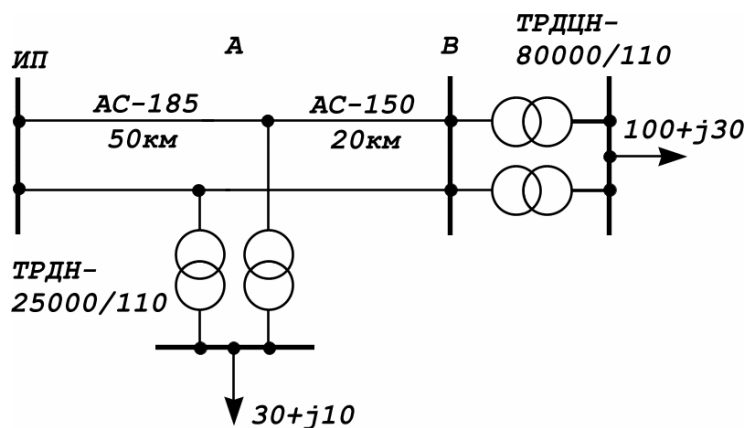 ИП
А
В
ТРДЦН-
80000/110
АС-185
50км
АС-150
20км
100+j30
ТРДН-
25000/110
30+j10